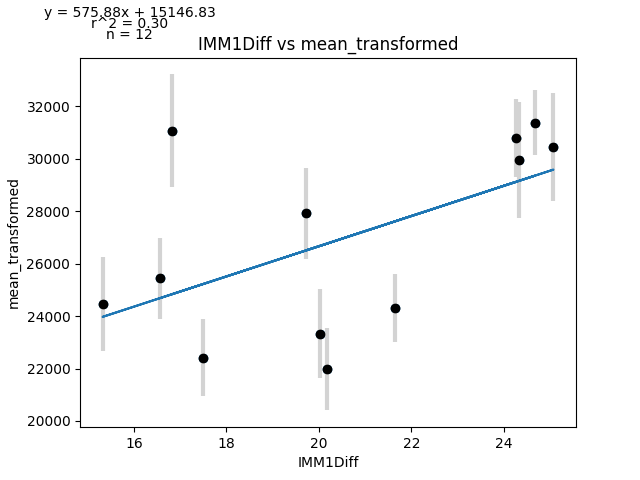 y = 575.88x + 15146.83
r^2 = 0.30
n = 12
IMM1Diff vs mean_transformed
mean_transformed
32000
30000
28000
26000
24000
22000
20000
16
18
20
22
24
IMM1Diff